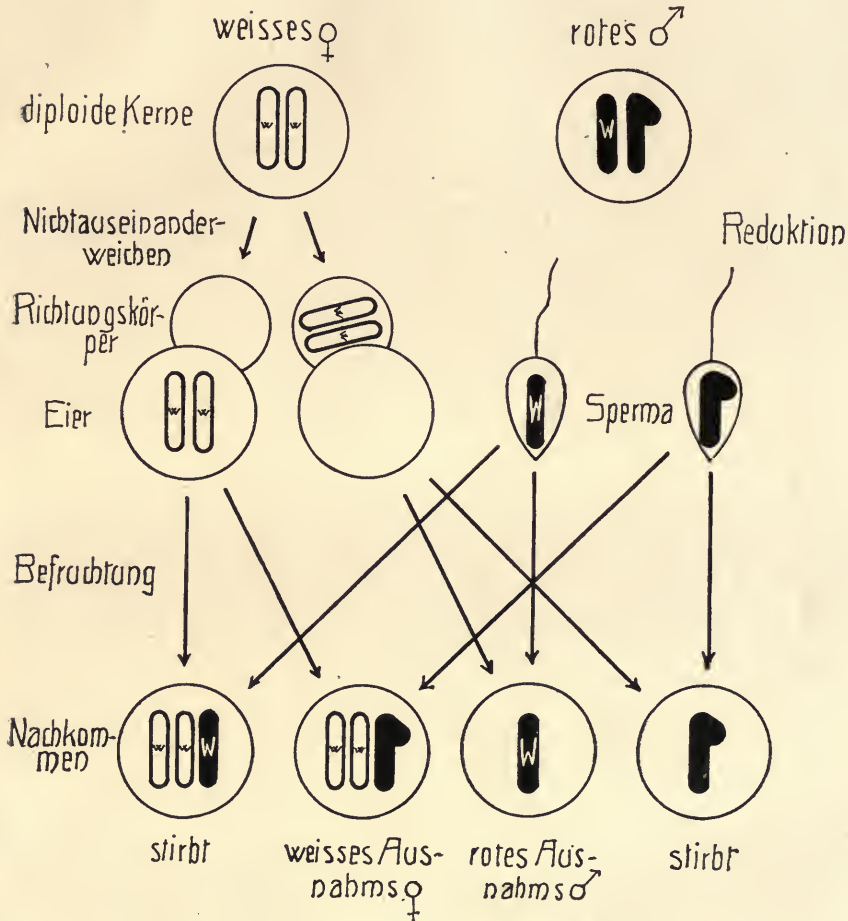 weisses ♀
rotes ♂
diploide Kerne
w w
W
Nichtauseinander-
weichen
Reduktion
Richtungskör-
per
w
w
Eier
w w
W
Sperma
Befruchtung
Nachkom-
men
w w W
w w
W
stirbt
weisses Aus-
nahms ♀
rotes Aus-
nahms ♂
stirbt